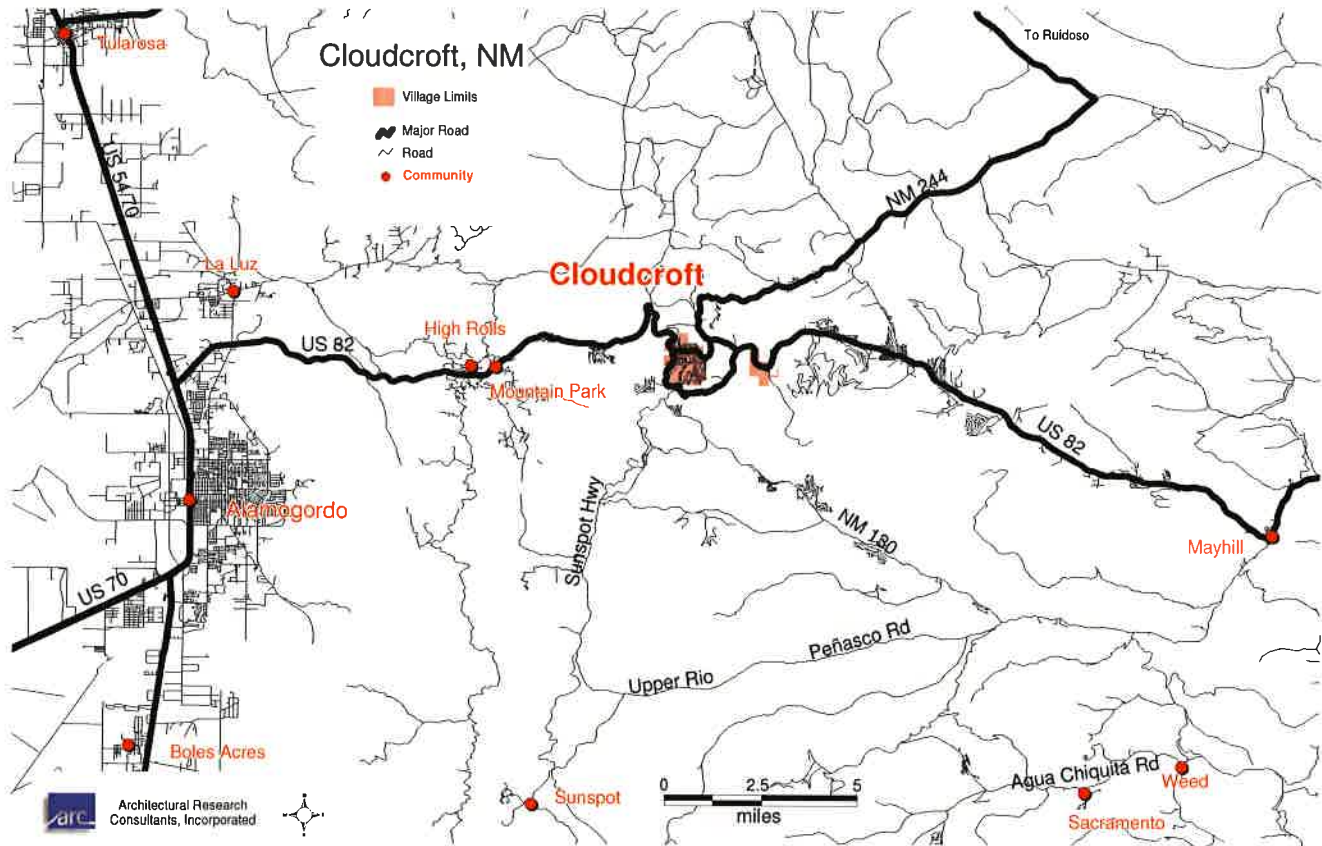 Tularosa
Cloudcroft, NM
Village Limits
Major Road
Road
Community
To Ruidoso
US 54/70
NM 244
La Luz
Cloudcroft
High Rolls
US 82
Mountain Park
US 82
Alamogordo
Sunspot Hwy
NM 130
Mayhill
US 70
Peñasco Rd
Upper Rio
Boles Acres
Agua Chiquita Rd
Weed
Sunspot
0 2.5 5
miles
Sacramento
arc
Architectural Research
Consultants, Incorporated